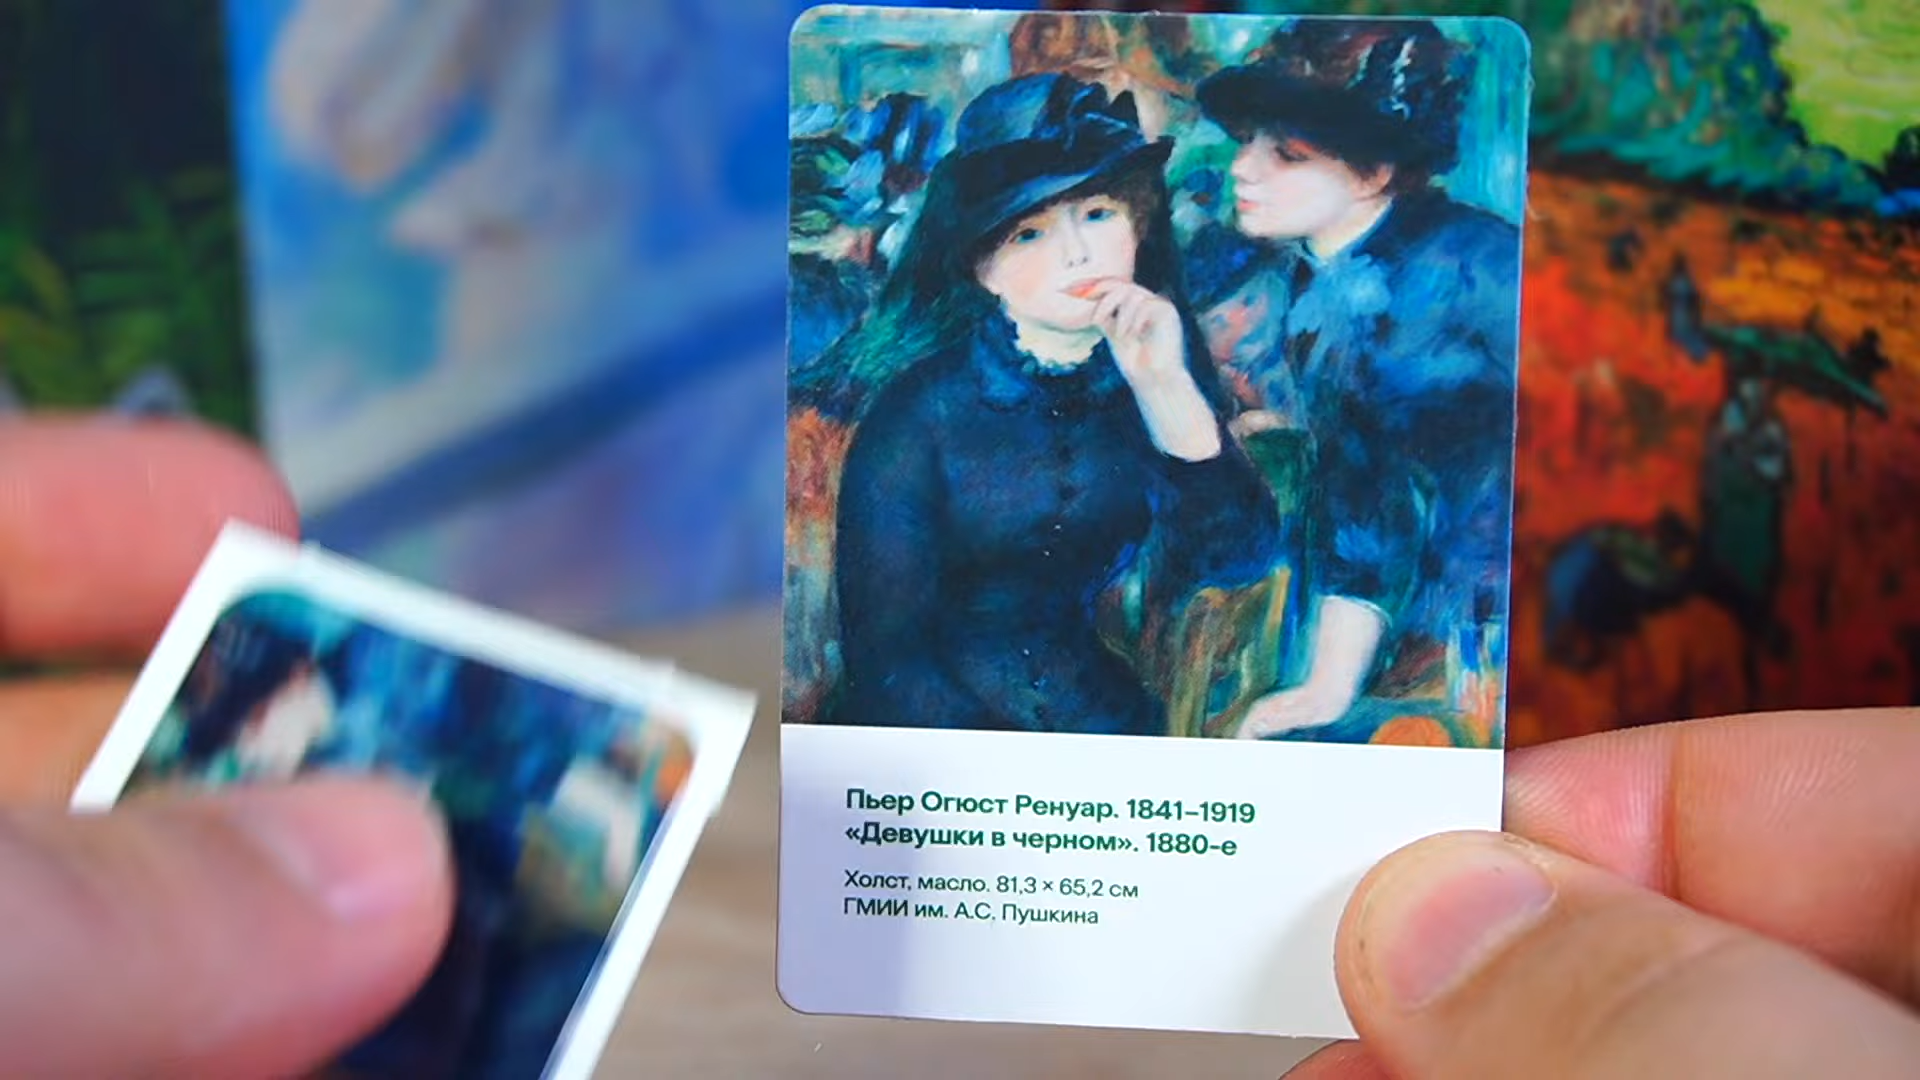 Пьер Огюст Ренуар. 1841–1919
«Девушки в черном». 1880-е
Холст, масло. 81,3 × 65,2 см
ГМИИ им. А.С. Пушкина